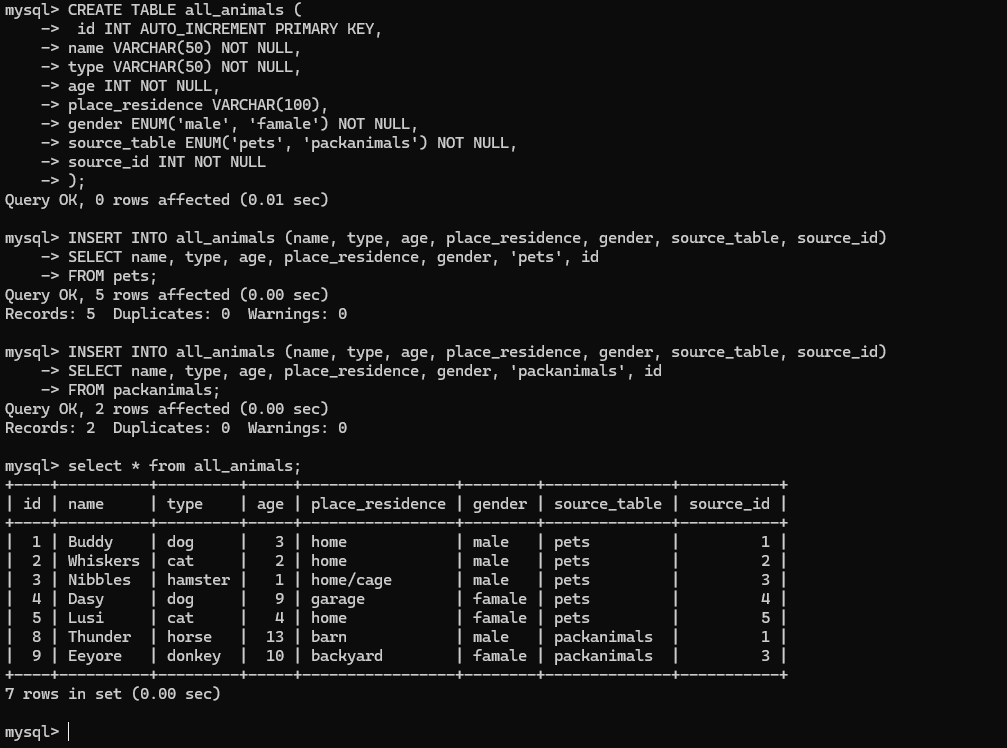 mysql> CREATE TABLE all_animals (
    ->  id INT AUTO_INCREMENT PRIMARY KEY,
    -> name VARCHAR(50) NOT NULL,
    -> type VARCHAR(50) NOT NULL,
    -> age INT NOT NULL,
    -> place_residence VARCHAR(100),
    -> gender ENUM('male', 'famale') NOT NULL,
    -> source_table ENUM('pets', 'packanimals') NOT NULL,
    -> source_id INT NOT NULL
    -> );
Query OK, 0 rows affected (0.01 sec)

mysql> INSERT INTO all_animals (name, type, age, place_residence, gender, source_table, source_id)
    -> SELECT name, type, age, place_residence, gender, 'pets', id
    -> FROM pets;
Query OK, 5 rows affected (0.00 sec)
Records: 5  Duplicates: 0  Warnings: 0

mysql> INSERT INTO all_animals (name, type, age, place_residence, gender, source_table, source_id)
    -> SELECT name, type, age, place_residence, gender, 'packanimals', id
    -> FROM packanimals;
Query OK, 2 rows affected (0.00 sec)
Records: 2  Duplicates: 0  Warnings: 0

mysql> select * from all_animals;
+----+----------+---------+-----+-----------------+--------+--------------+-----------+
| id | name     | type    | age | place_residence | gender | source_table | source_id |
+----+----------+---------+-----+-----------------+--------+--------------+-----------+
|  1 | Buddy    | dog     |   3 | home            | male   | pets         |         1 |
|  2 | Whiskers | cat     |   2 | home            | male   | pets         |         2 |
|  3 | Nibbles  | hamster |   1 | home/cage       | male   | pets         |         3 |
|  4 | Dasy     | dog     |   9 | garage          | famale | pets         |         4 |
|  5 | Lusi     | cat     |   4 | home            | famale | pets         |         5 |
|  8 | Thunder  | horse   |  13 | barn            | male   | packanimals  |         1 |
|  9 | Eeyore   | donkey  |  10 | backyard        | famale | packanimals  |         3 |
+----+----------+---------+-----+-----------------+--------+--------------+-----------+
7 rows in set (0.00 sec)

mysql>